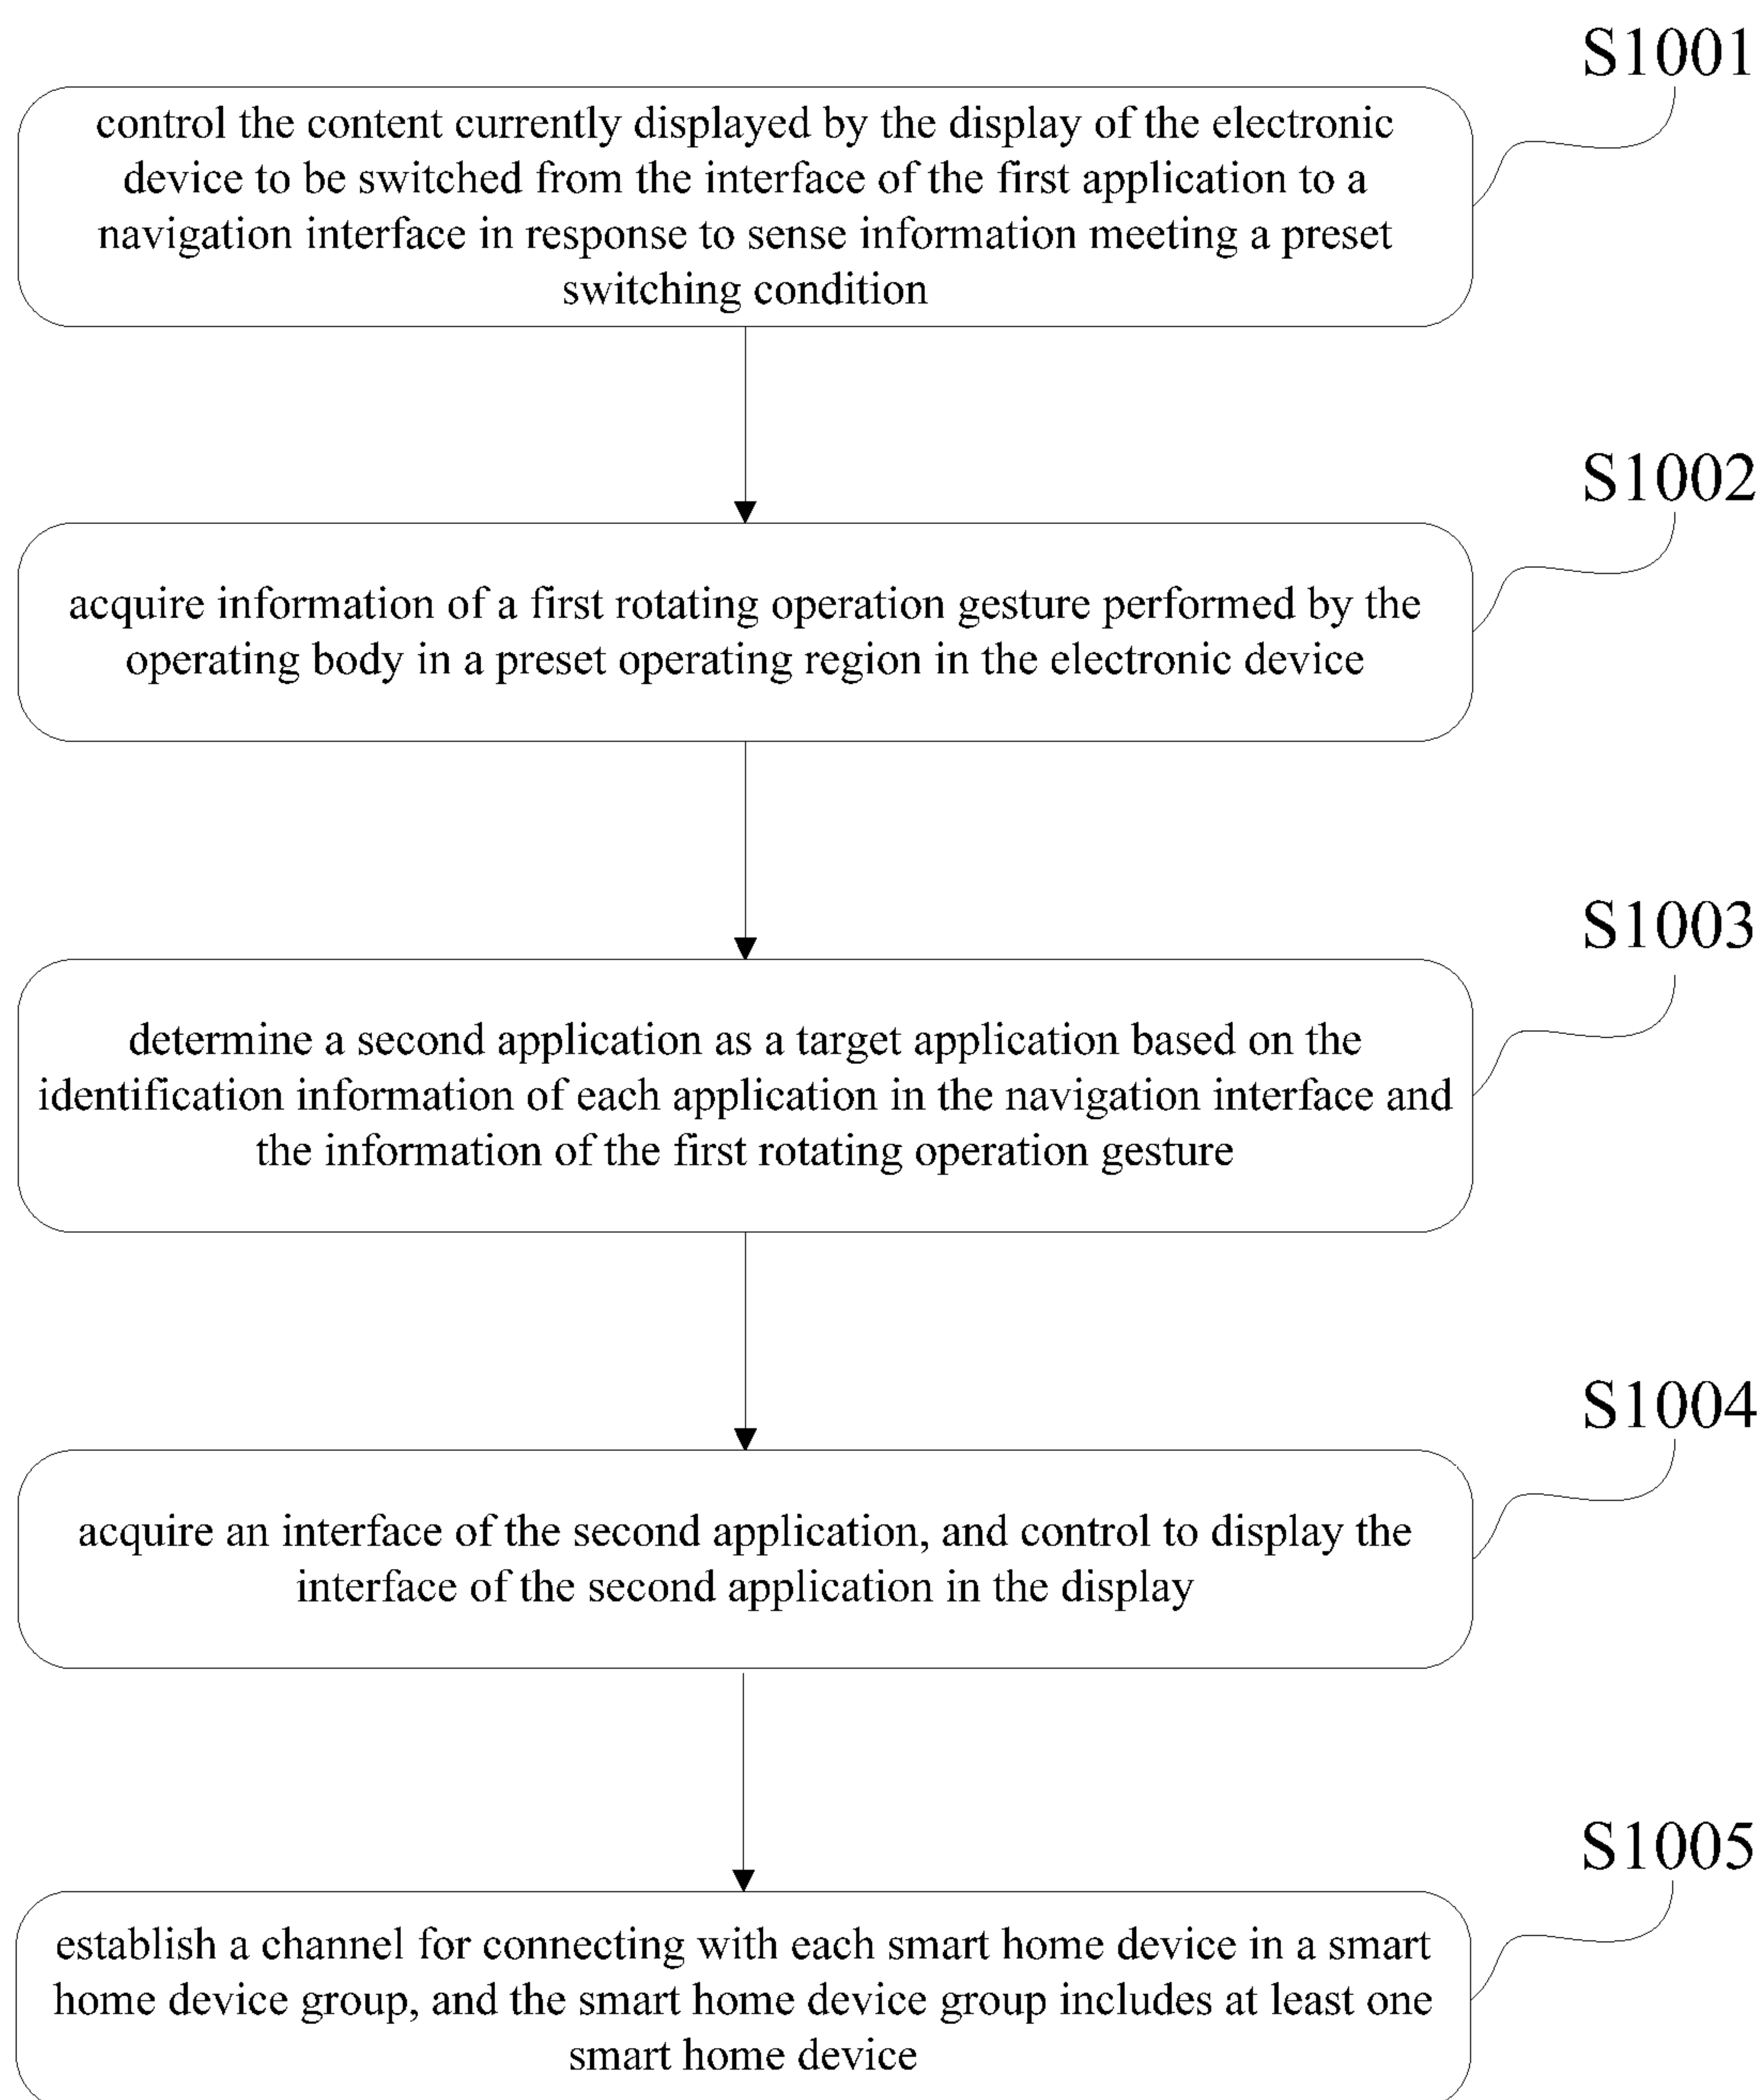 S1001
control the content currently displayed by the display of the electronic
device to be switched from the interface of the first application to a
navigation interface in response to sense information meeting a preset
switching condition
S1002
acquire information of a first rotating operation gesture performed by the
operating body in a preset operating region in the electronic device
S1003
determine a second application as a target application based on the
identification information of each application in the navigation interface and
the information of the first rotating operation gesture
S1004
acquire an interface of the second application, and control to display the
interface of the second application in the display
S1005
establish a channel for connecting with each smart home device in a smart
home device group, and the smart home device group includes at least one
smart home device